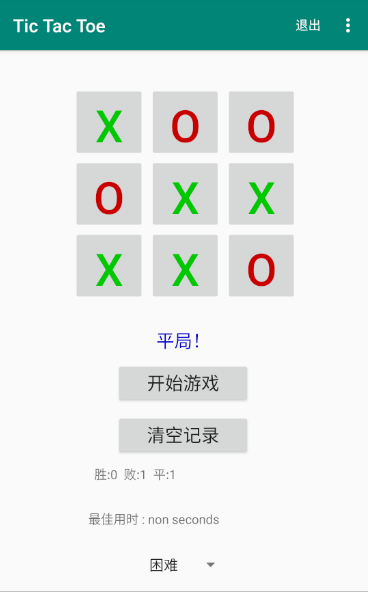 Tic Tac Toe 退出
X O O
O X X
X X O
平局！
开始游戏
清空记录
胜:0 败:1 平:1
最佳用时 : non seconds
困难